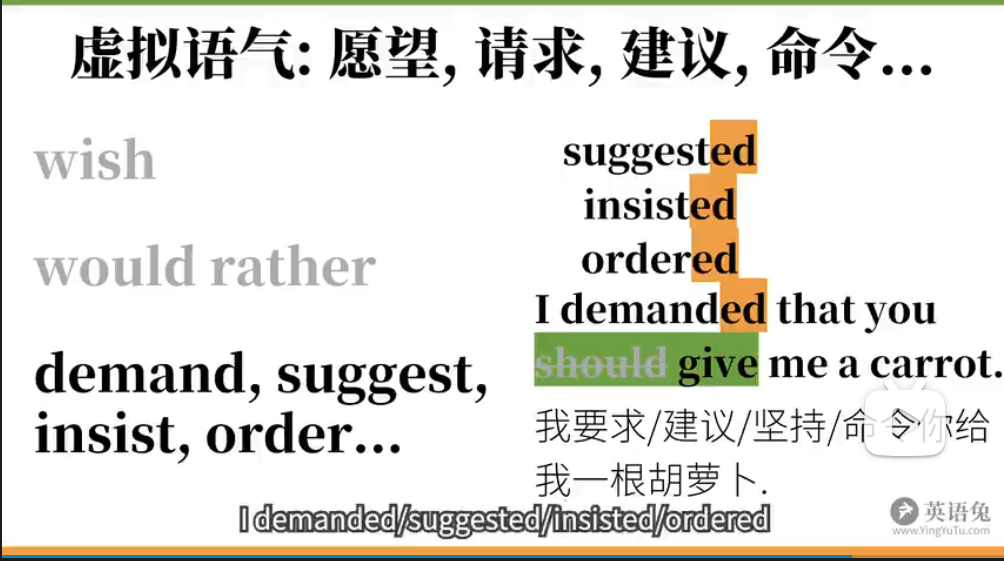 虚拟语气: 愿望, 请求, 建议, 命令...
wish
would rather
demand, suggest,
insist, order...
suggested
insisted
ordered
I demanded that you
should give me a carrot.
我要求/建议/坚持/命令你给
我一根胡萝卜.
I demanded/suggested/insisted/ordered
英语兔
www.YingYuTu.com